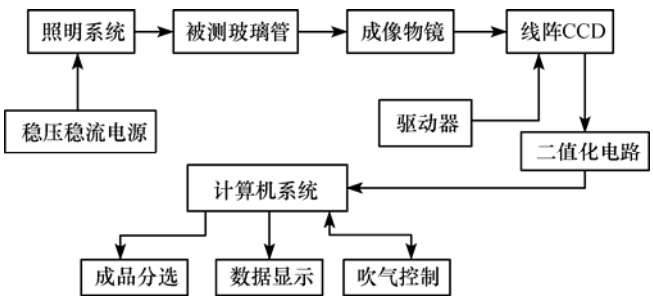 照明系统
被测玻璃管
成像物镜
线阵CCD
稳压稳流电源
驱动器
二值化电路
计算机系统
成品分选
数据显示
吹气控制